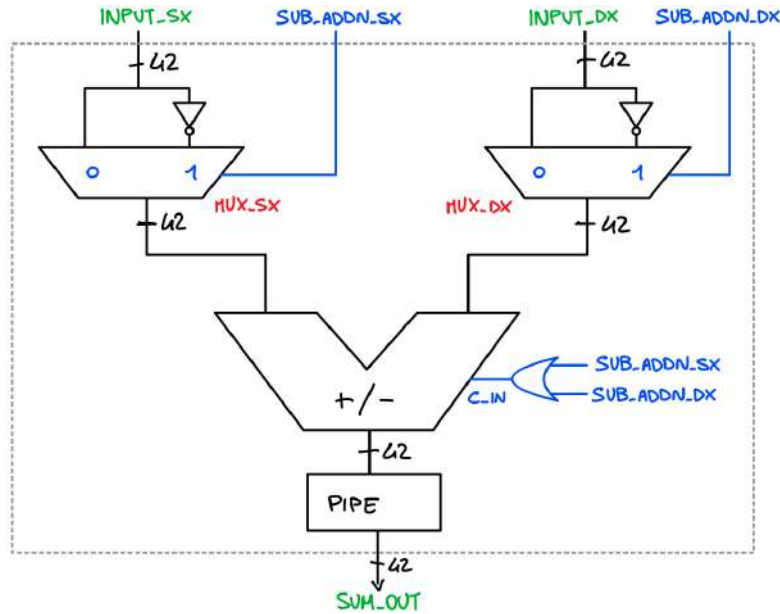 INPUT_SX
SUB_ADDN_SX
INPUT_DX
SUB_ADDN_DX
42
42
0
1
0
1
MUX_SX
MUX_DX
42
42
+/-
C_IN
SUB_ADDN_SX
SUB_ADDN_DX
42
PIPE
42
SUM_OUT